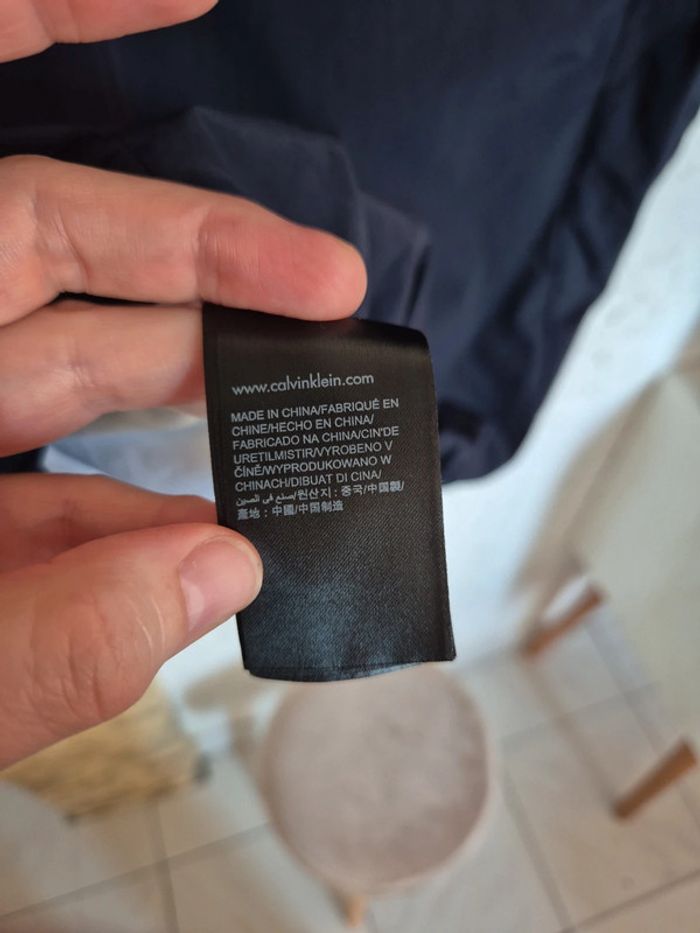 www.calvinklein.com
MADE IN CHINA/FABRIQUÉ EN
CHINE/HECHO EN CHINA/
FABRICADO NA CHINA/CIN'DE
URETILMISTIR/VYROBENO V
ČÍNĚ/WYPRODUKOWANO W
CHINACH/DIBUAT DI CINA/
صنع في الصين/원산지 : 중국/中国製/
產地 : 中國/中国制造